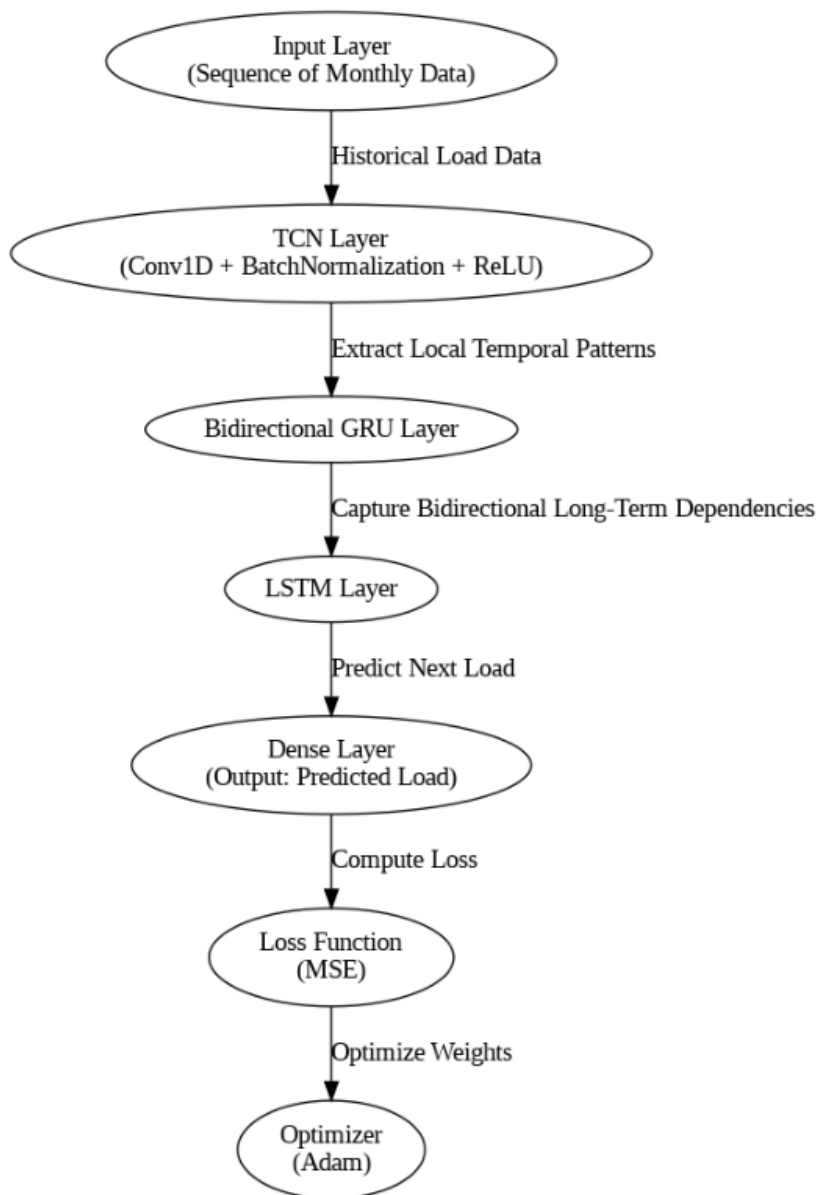 Input Layer
(Sequence of Monthly Data)
Historical Load Data
TCN Layer
(Conv1D + BatchNormalization + ReLU)
Extract Local Temporal Patterns
Bidirectional GRU Layer
Capture Bidirectional Long-Term Dependencies
LSTM Layer
Predict Next Load
Dense Layer
(Output: Predicted Load)
Compute Loss
Loss Function
(MSE)
Optimize Weights
Optimizer
(Adam)